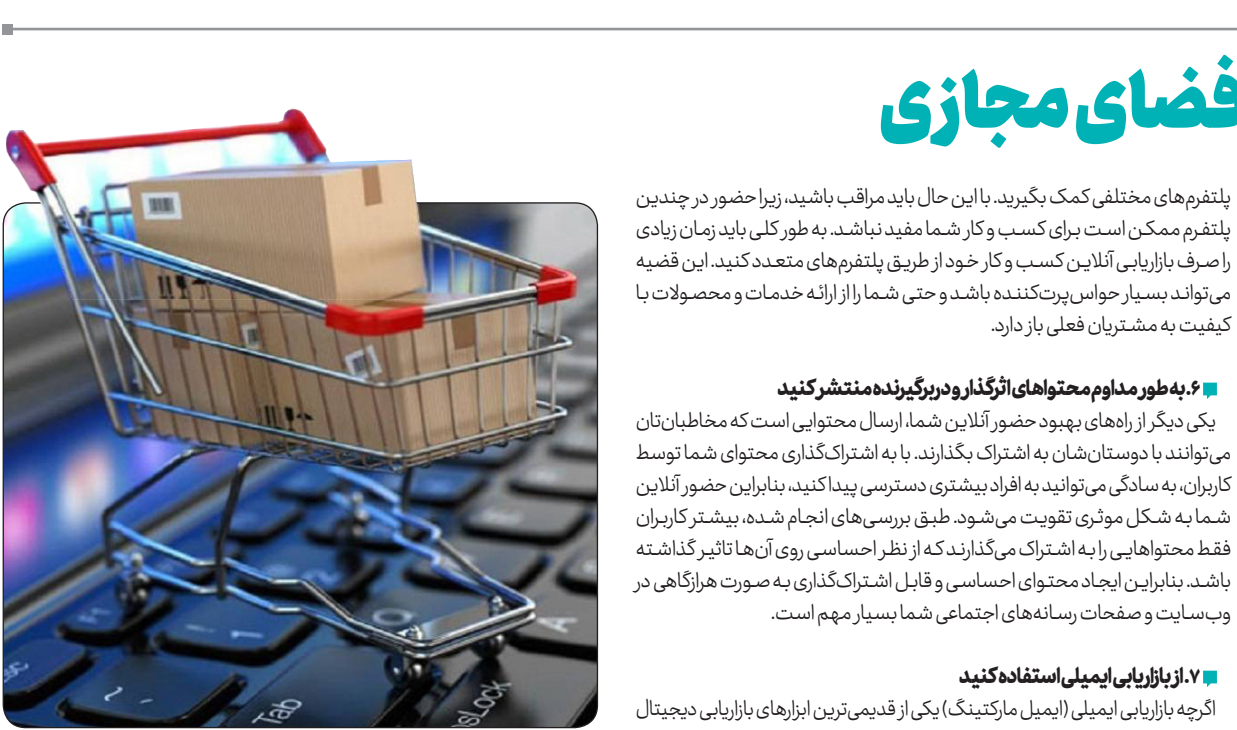 فضای مجازی
پلتفرم‌های مختلفی کمک بگیرید. با این حال باید مراقب باشید، زیرا حضور در چندین
پلتفرم ممکن است برای کسب و کار شما مفید نباشد. به طور کلی باید زمان زیادی
را صرف بازاریابی آنلاین کسب و کار خود از طریق پلتفرم‌های متعدد کنید. این قضیه
می‌تواند بسیار حواس‌پرت‌کننده باشد و حتی شما را از ارائه خدمات و محصولات با
کیفیت به مشتریان فعلی باز دارد.
۶. به طور مداوم محتواهای اثرگذار و دربرگیرنده منتشر کنید
یکی دیگر از راه‌های بهبود حضور آنلاین شما، ارسال محتوایی است که مخاطبان‌تان
می‌توانند با دوستان‌شان به اشتراک بگذارند. با به اشتراک‌گذاری محتوای شما توسط
کاربران، به سادگی می‌توانید به افراد بیشتری دسترسی پیدا کنید، بنابراین حضور آنلاین
شما به شکل موثری تقویت می‌شود. طبق بررسی‌های انجام شده، بیشتر کاربران
فقط محتواهایی را به اشتراک می‌گذارند که از نظر احساسی روی آن‌ها تاثیر گذاشته
باشد. بنابراین ایجاد محتوای احساسی و قابل اشتراک‌گذاری به صورت هرازگاهی در
وب‌سایت و صفحات رسانه‌های اجتماعی شما بسیار مهم است.
۷. از بازاریابی ایمیلی استفاده کنید
اگرچه بازاریابی ایمیلی (ایمیل مارکتینگ) یکی از قدیمی‌ترین ابزارهای بازاریابی دیجیتال
Tab
A